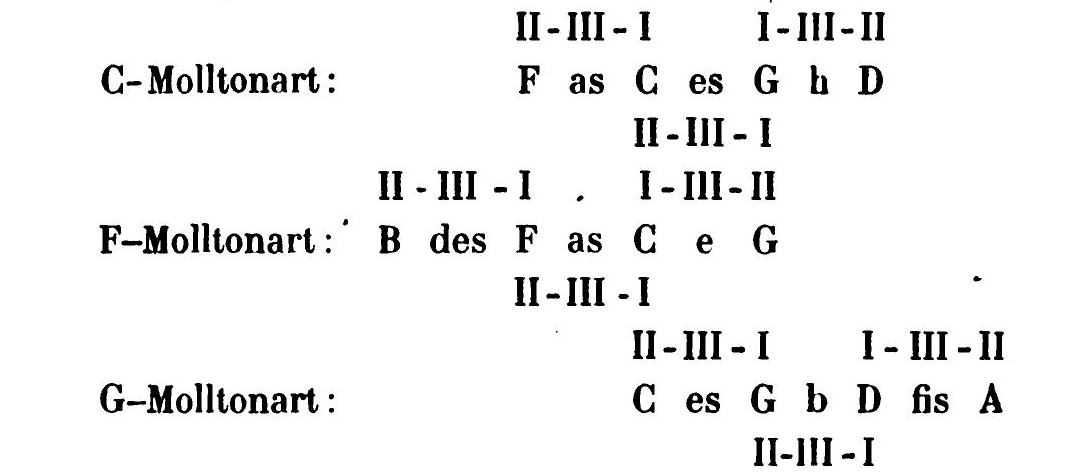 II-III-I I-III-II
C-Molltonart: F as C es G h D
II-III-I
II-III-I I-III-II
F-Molltonart: B des F as C e G
II-III-I
II-III-I I-III-II
G-Molltonart: C es G b D fis A
II-III-I